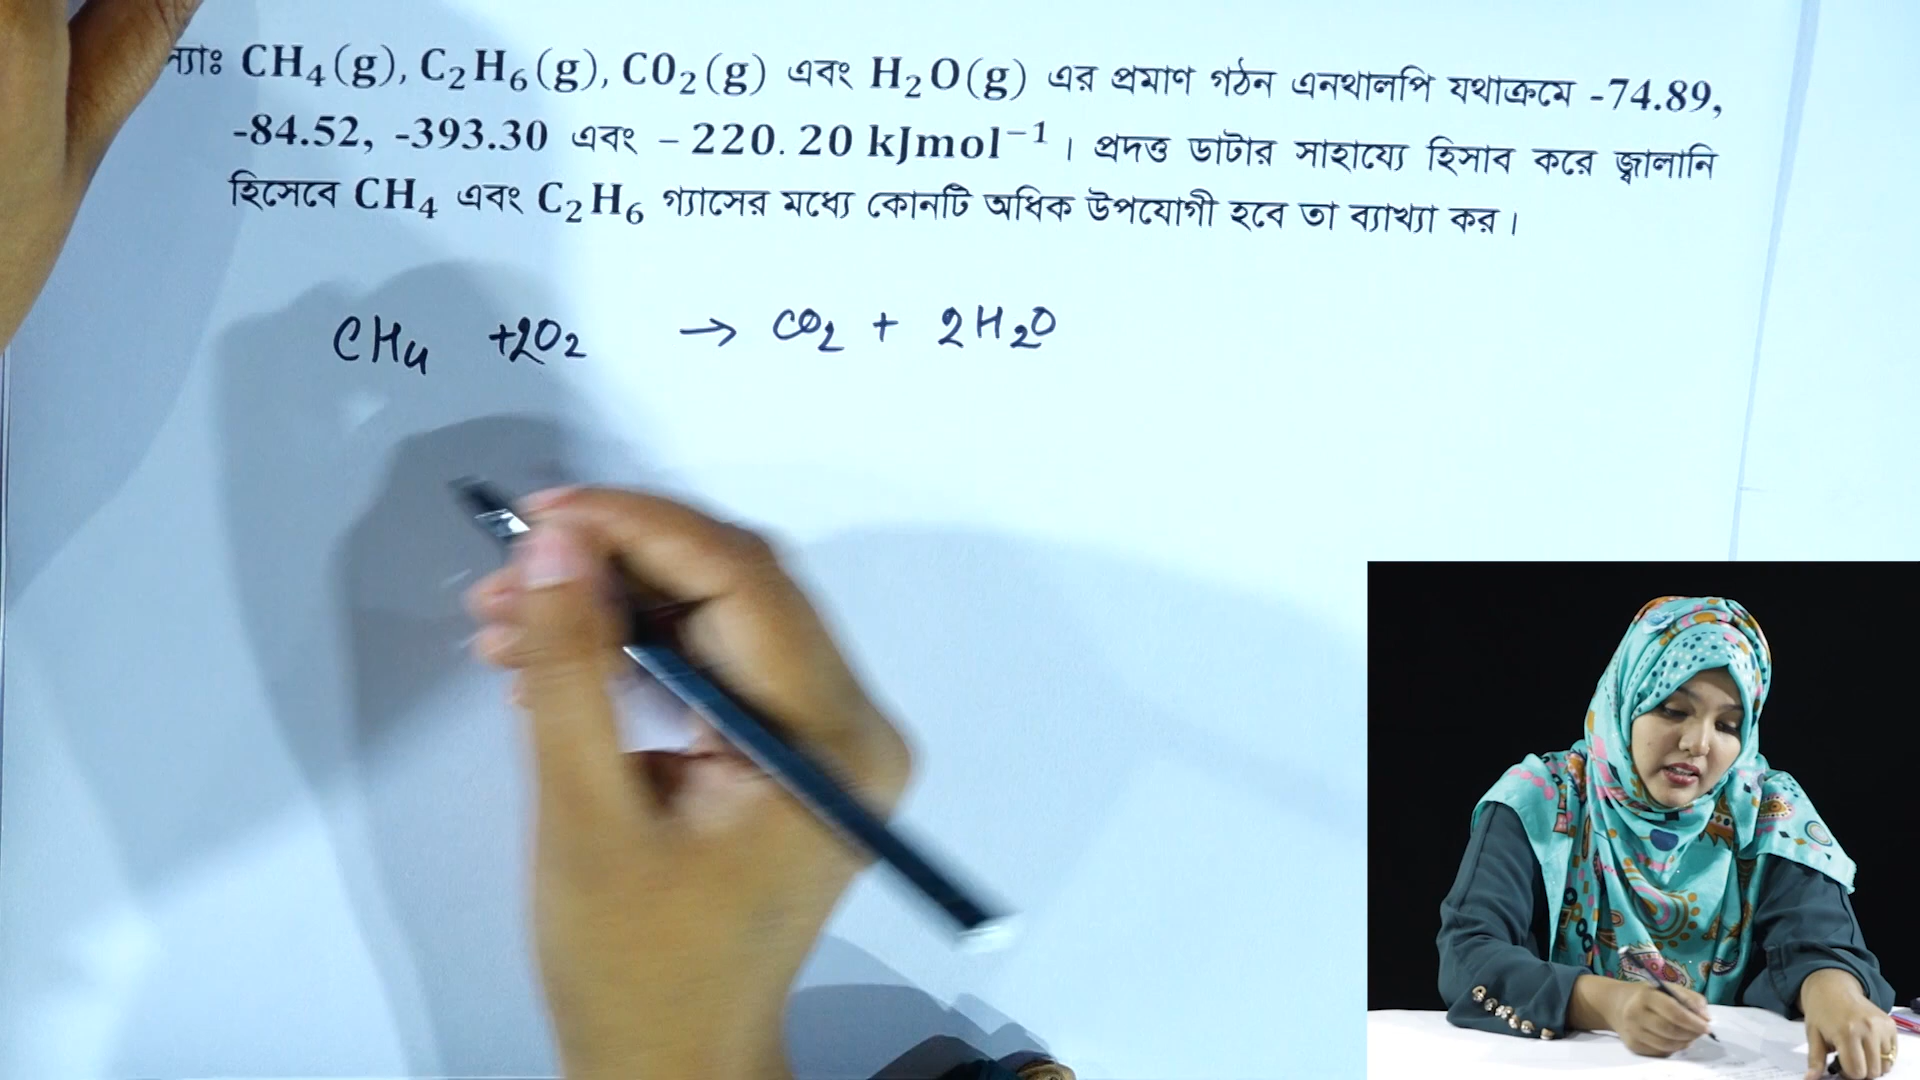 CH₄(g), C₂H₆(g), CO₂(g) এবং H₂O(g) এর প্রমাণ গঠন এনথালপি যথাক্রমে -74.89,
-84.52, -393.30 এবং – 220. 20 kJmol⁻¹ । প্রদত্ত ডাটার সাহায্যে হিসাব করে জ্বালানি
হিসেবে CH₄ এবং C₂H₆ গ্যাসের মধ্যে কোনটি অধিক উপযোগী হবে তা ব্যাখ্যা কর।
CH₄ +2O₂ → CO₂ + 2H₂O